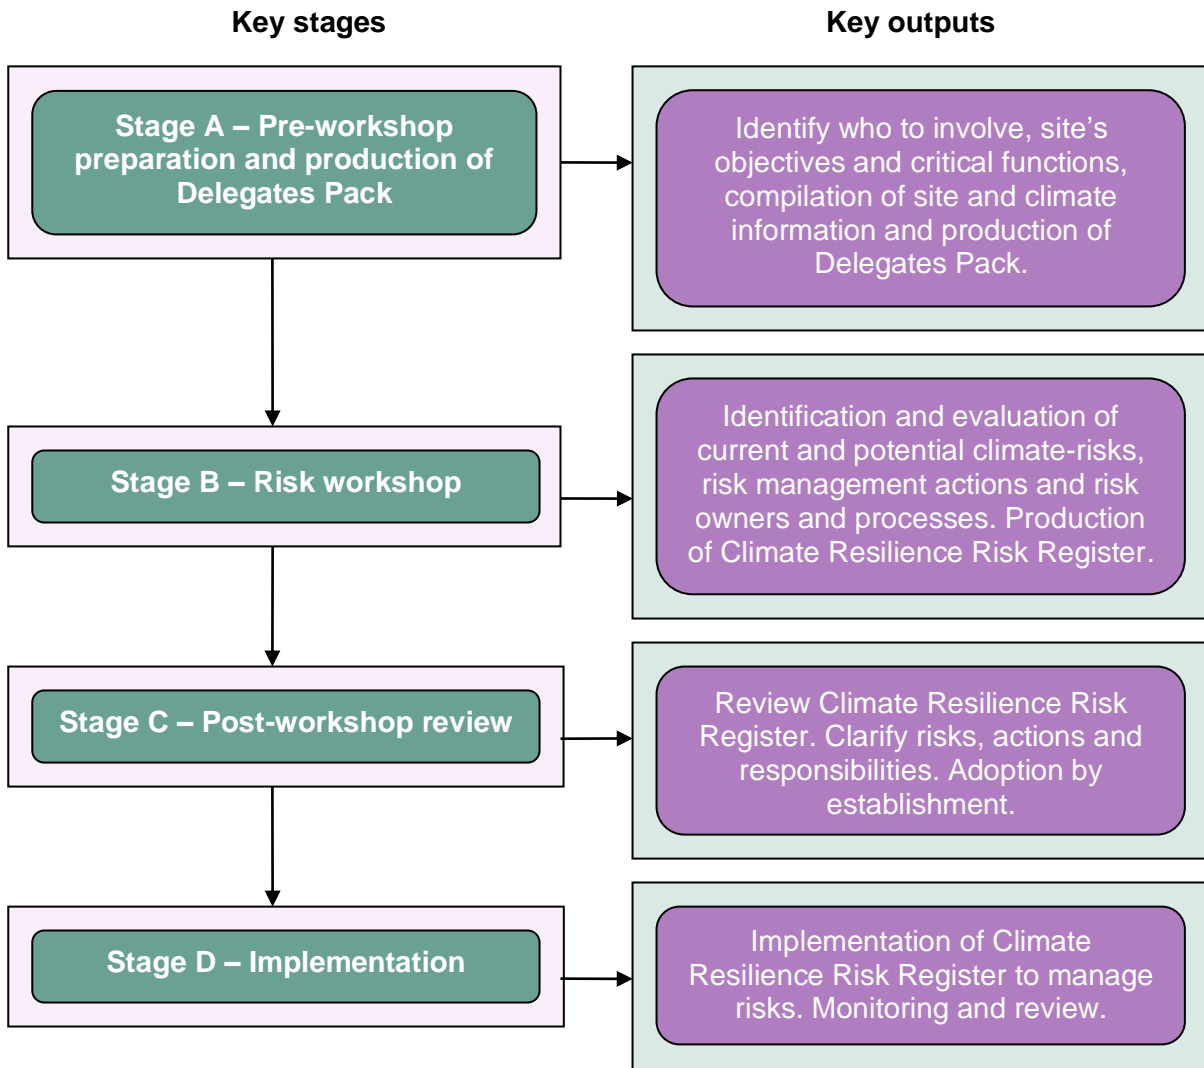 Key stages
Key outputs
Stage A – Pre-workshop
preparation and production of
Delegates Pack
Identify who to involve, site’s
objectives and critical functions,
compilation of site and climate
information and production of
Delegates Pack.
Stage B – Risk workshop
Identification and evaluation of
current and potential climate-risks,
risk management actions and risk
owners and processes. Production
of Climate Resilience Risk Register.
Stage C – Post-workshop review
Review Climate Resilience Risk
Register. Clarify risks, actions and
responsibilities. Adoption by
establishment.
Stage D – Implementation
Implementation of Climate
Resilience Risk Register to manage
risks. Monitoring and review.